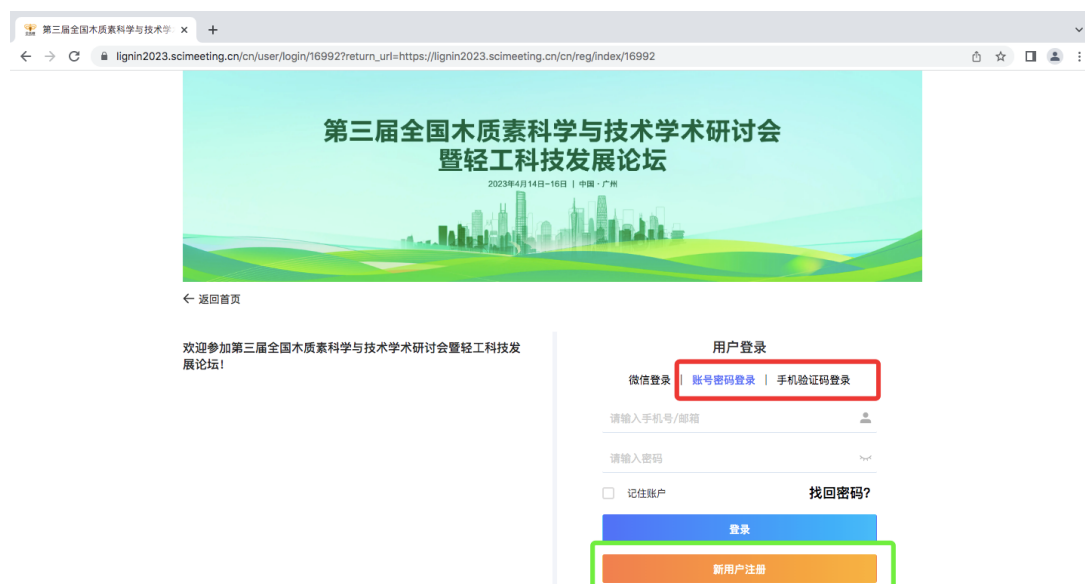 第三届全国木质素科学与技术学
lignin2023.scimeeting.cn/cn/user/login/16992?return_url=https://lignin2023.scimeeting.cn/cn/reg/index/16992
第三届全国木质素科学与技术学术研讨会
暨轻工科技发展论坛
2023年4月14日-16日 | 中国·广州
返回首页
欢迎参加第三届全国木质素科学与技术学术研讨会暨轻工科技发
展论坛!
用户登录
微信登录 | 账号密码登录 | 手机验证码登录
请输入手机号/邮箱
请输入密码
记住账户 找回密码?
登录
新用户注册